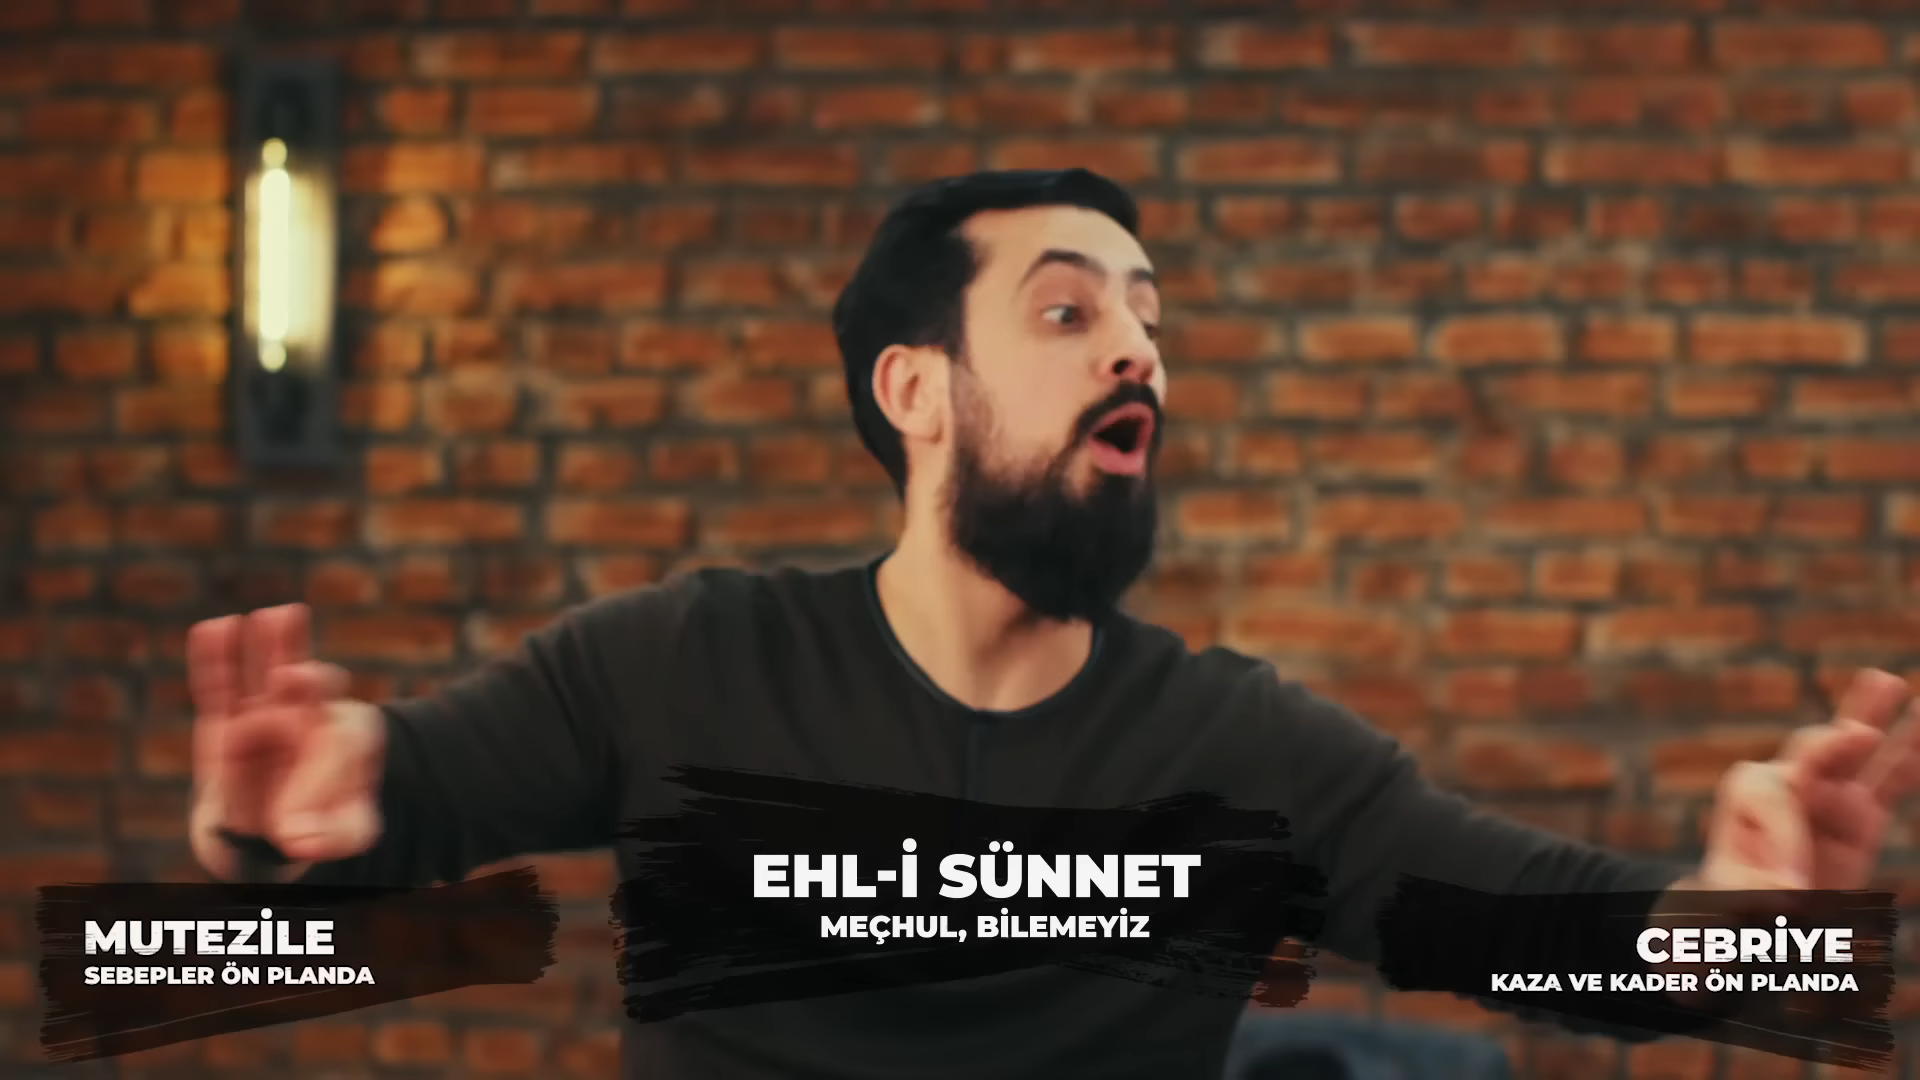 MUTEZİLE
SEBEPLER ÖN PLANDA
EHL-İ SÜNNET
MEÇHUL, BİLEMEYİZ
CEBRİYE
KAZA VE KADER ÖN PLANDA